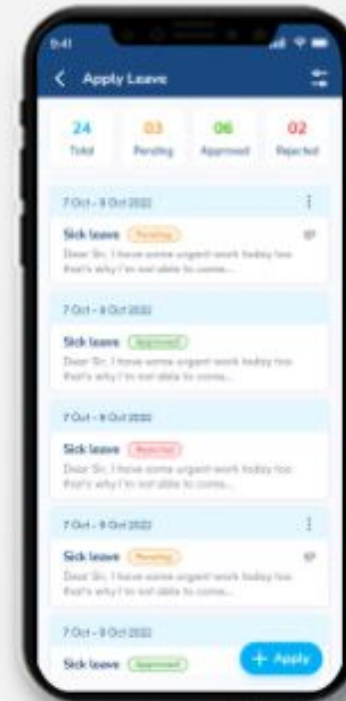 9:41
Apply Leave
24 03 06 02
Total Pending Approved Rejected
7 Oct - 9 Oct 2022
Sick leave Pending
Dear Sir, I have some urgent work today too
that's why I'm not able to come...
7 Oct - 9 Oct 2022
Sick leave Approved
Dear Sir, I have some urgent work today too
that's why I'm not able to come...
7 Oct - 9 Oct 2022
Sick leave Rejected
Dear Sir, I have some urgent work today too
that's why I'm not able to come...
7 Oct - 9 Oct 2022
Sick leave Pending
Dear Sir, I have some urgent work today too
that's why I'm not able to come...
7 Oct - 9 Oct 2022
Sick leave Approved
+ Apply